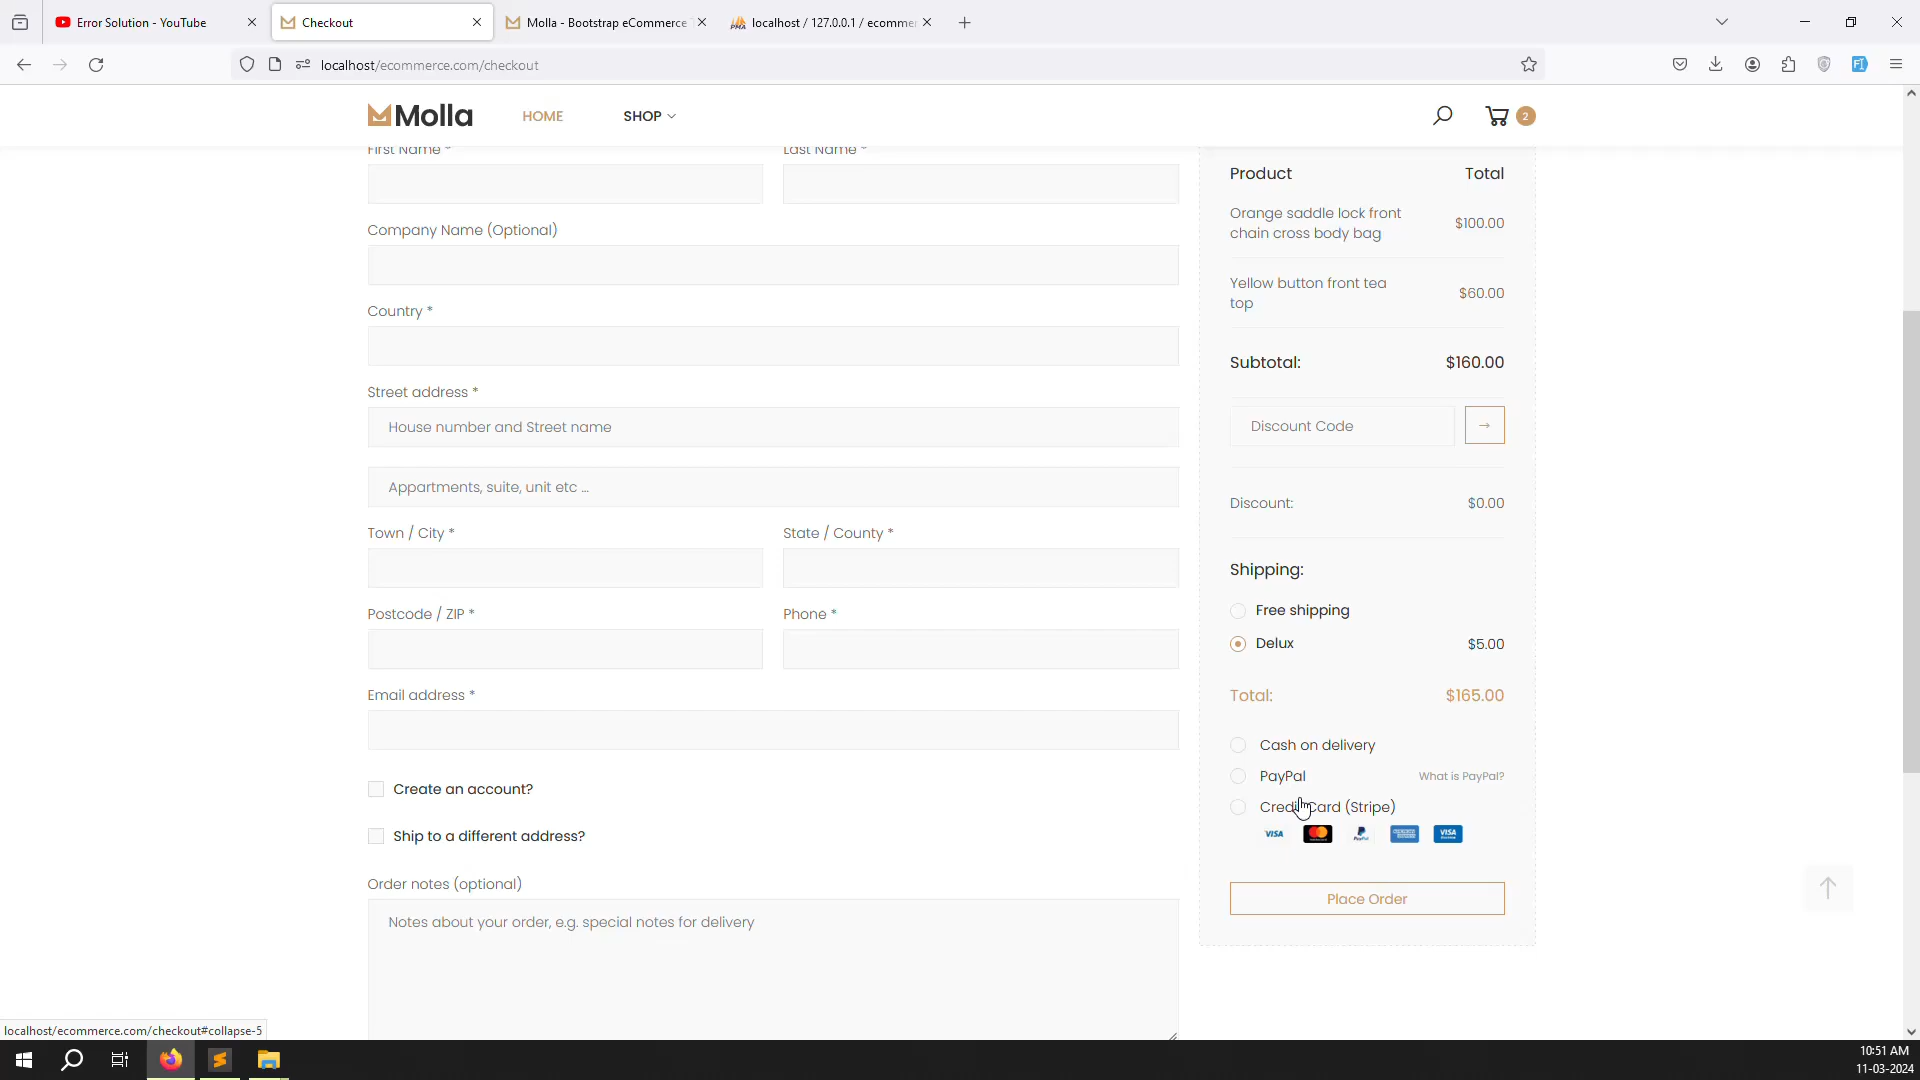 Error Solution - YouTube
Checkout
Molla - Bootstrap eCommerce
localhost / 127.0.0.1 / ecomme
localhost/ecommerce.com/checkout
Molla
HOME
SHOP
2
First Name *
Last Name *
Company Name (Optional)
Country *
Street address *
House number and Street name
Appartments, suite, unit etc ...
Town / City *
State / County *
Postcode / ZIP *
Phone *
Email address *
Create an account?
Ship to a different address?
Order notes (optional)
Notes about your order, e.g. special notes for delivery
Product Total
Orange saddle lock front
chain cross body bag
$100.00
Yellow button front tea
top
$60.00
Subtotal: $160.00
Discount Code →
Discount: $0.00
Shipping:
Free shipping
Delux $5.00
Total: $165.00
Cash on delivery
PayPal What is PayPal?
Credit Card (Stripe)
VISA
PayPal
VISA
Place Order
localhost/ecommerce.com/checkout#collapse-5
10:51 AM
11-03-2024